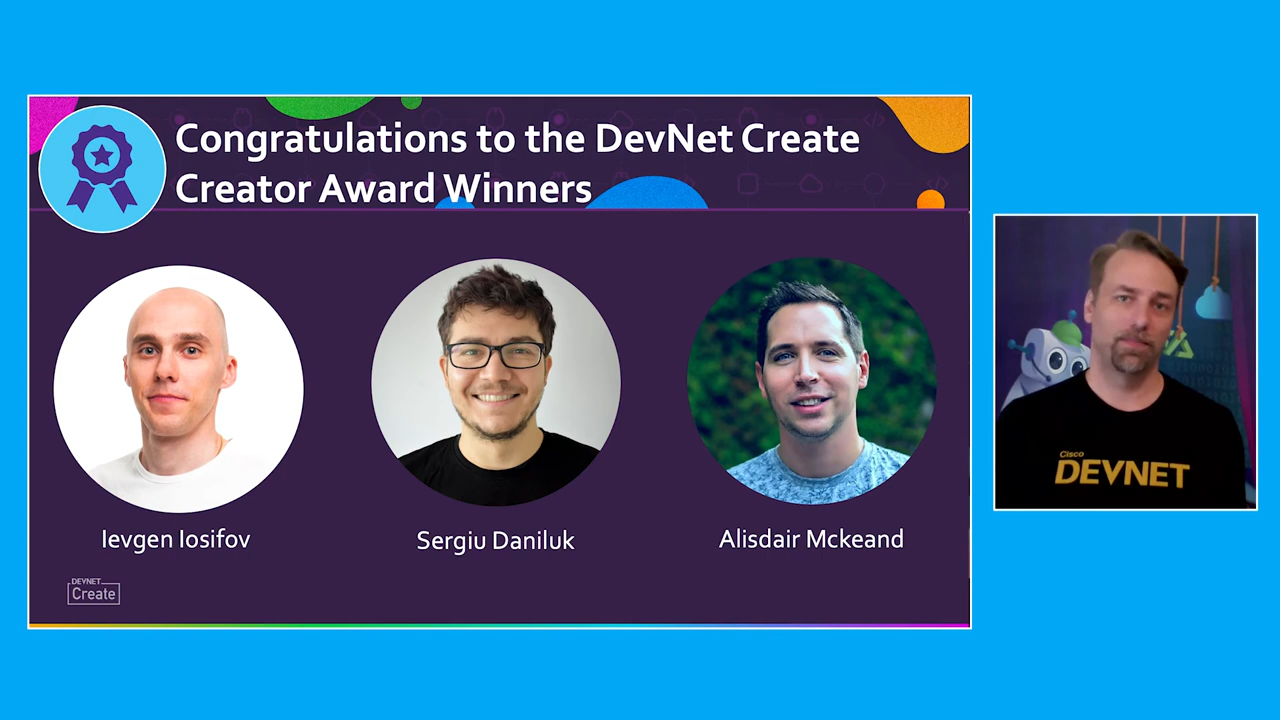 Congratulations to the DevNet Create
Creator Award Winners
Ievgen Iosifov
Sergiu Daniluk
Alisdair Mckeand
DEVNET
Create
Cisco
DEVNET